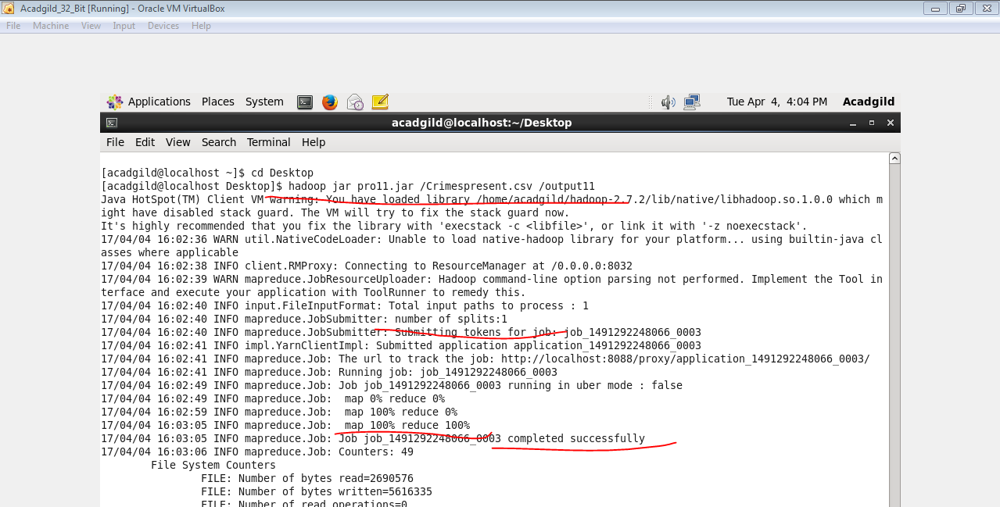 Acadgild_32_Bit [Running] - Oracle VM VirtualBox
File Machine View Input Devices Help
Applications Places System Tue Apr 4, 4:04 PM Acadgild
acadgild@localhost:~/Desktop
File Edit View Search Terminal Help
[acadgild@localhost ~]$ cd Desktop
[acadgild@localhost Desktop]$ hadoop jar pro11.jar /Crimespresent.csv /output11
Java HotSpot(TM) Client VM warning: You have loaded library /home/acadgild/hadoop-2.7.2/lib/native/libhadoop.so.1.0.0 which m
ight have disabled stack guard. The VM will try to fix the stack guard now.
It's highly recommended that you fix the library with 'execstack -c <libfile>', or link it with '-z noexecstack'.
17/04/04 16:02:36 WARN util.NativeCodeLoader: Unable to load native-hadoop library for your platform... using builtin-java cl
asses where applicable
17/04/04 16:02:38 INFO client.RMProxy: Connecting to ResourceManager at /0.0.0.0:8032
17/04/04 16:02:39 WARN mapreduce.JobResourceUploader: Hadoop command-line option parsing not performed. Implement the Tool in
terface and execute your application with ToolRunner to remedy this.
17/04/04 16:02:40 INFO input.FileInputFormat: Total input paths to process : 1
17/04/04 16:02:40 INFO mapreduce.JobSubmitter: number of splits:1
17/04/04 16:02:40 INFO mapreduce.JobSubmitter: Submitting tokens for job: job_1491292248066_0003
17/04/04 16:02:41 INFO impl.YarnClientImpl: Submitted application application_1491292248066_0003
17/04/04 16:02:41 INFO mapreduce.Job: The url to track the job: http://localhost:8088/proxy/application_1491292248066_0003/
17/04/04 16:02:41 INFO mapreduce.Job: Running job: job_1491292248066_0003
17/04/04 16:02:49 INFO mapreduce.Job: Job job_1491292248066_0003 running in uber mode : false
17/04/04 16:02:49 INFO mapreduce.Job:  map 0% reduce 0%
17/04/04 16:02:59 INFO mapreduce.Job:  map 100% reduce 0%
17/04/04 16:03:05 INFO mapreduce.Job:  map 100% reduce 100%
17/04/04 16:03:05 INFO mapreduce.Job: Job job_1491292248066_0003 completed successfully
17/04/04 16:03:06 INFO mapreduce.Job: Counters: 49
File System Counters
FILE: Number of bytes read=2690576
FILE: Number of bytes written=5616335
FILE: Number of read operations=0